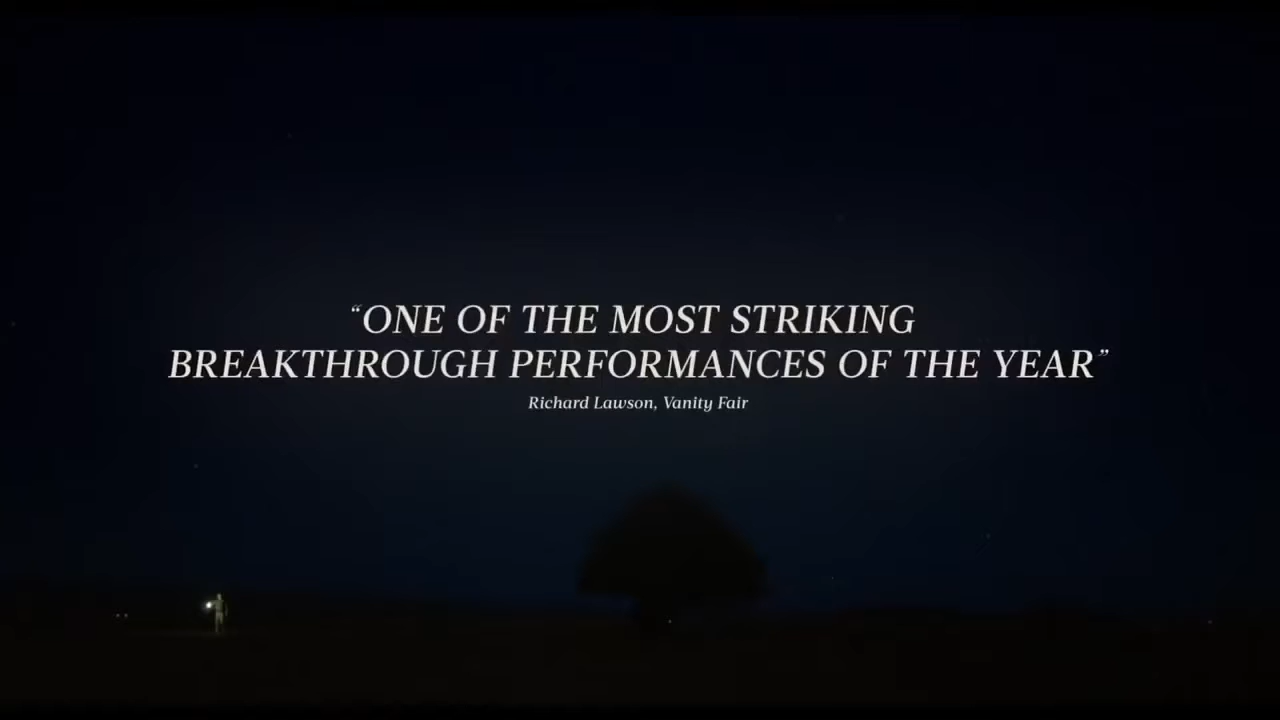 “ONE OF THE MOST STRIKING
BREAKTHROUGH PERFORMANCES OF THE YEAR”
Richard Lawson, Vanity Fair